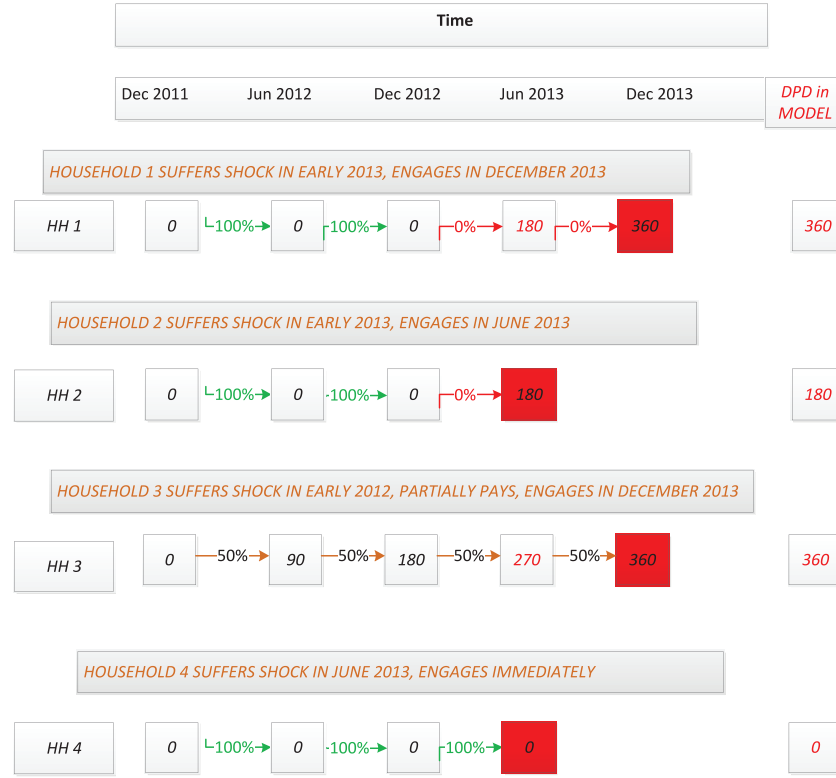 Time
Dec 2011 Jun 2012 Dec 2012 Jun 2013 Dec 2013 DPD in
MODEL
HOUSEHOLD 1 SUFFERS SHOCK IN EARLY 2013, ENGAGES IN DECEMBER 2013
HH 1 0 100% 0 100% 0 0% 180 0% 360 360
HOUSEHOLD 2 SUFFERS SHOCK IN EARLY 2013, ENGAGES IN JUNE 2013
HH 2 0 100% 0 100% 0 0% 180 180
HOUSEHOLD 3 SUFFERS SHOCK IN EARLY 2012, PARTIALLY PAYS, ENGAGES IN DECEMBER 2013
HH 3 0 50% 90 50% 180 50% 270 50% 360 360
HOUSEHOLD 4 SUFFERS SHOCK IN JUNE 2013, ENGAGES IMMEDIATELY
HH 4 0 100% 0 100% 0 100% 0 0